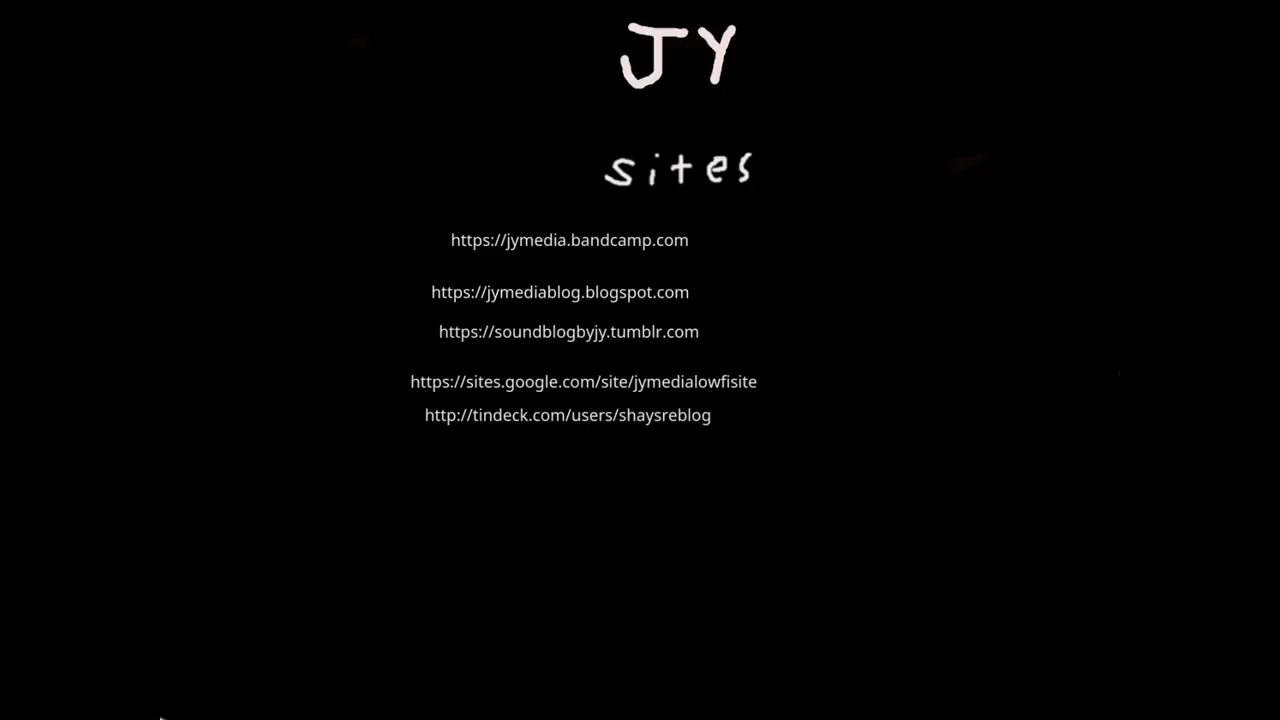 JY
sites
https://jymedia.bandcamp.com
https://jymediablog.blogspot.com
https://soundblogbyjy.tumblr.com
https://sites.google.com/site/jymedialowfisite
http://tindeck.com/users/shaysreblog